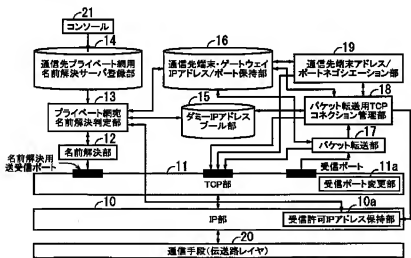 21
コンソール
14
通信先プライベート網用
名前解決サーバ登録部
16
通信先端末・ゲートウェイ
IPアドレス/ポート保持部
19
通信先端末アドレス/
ポートネゴシエーション部
13
プライベート網宛
名前解決判定部
15
ダミーIPアドレス
プール部
18
パケット転送用TCP
コネクション管理部
12
名前解決部
17
パケット転送部
名前解決用
送受信ポート
11
受信ポート
11a
TCP部
受信ポート変更部
10
10a
IP部
受信許可IPアドレス保持部
20
通信手段(伝送路レイヤ)